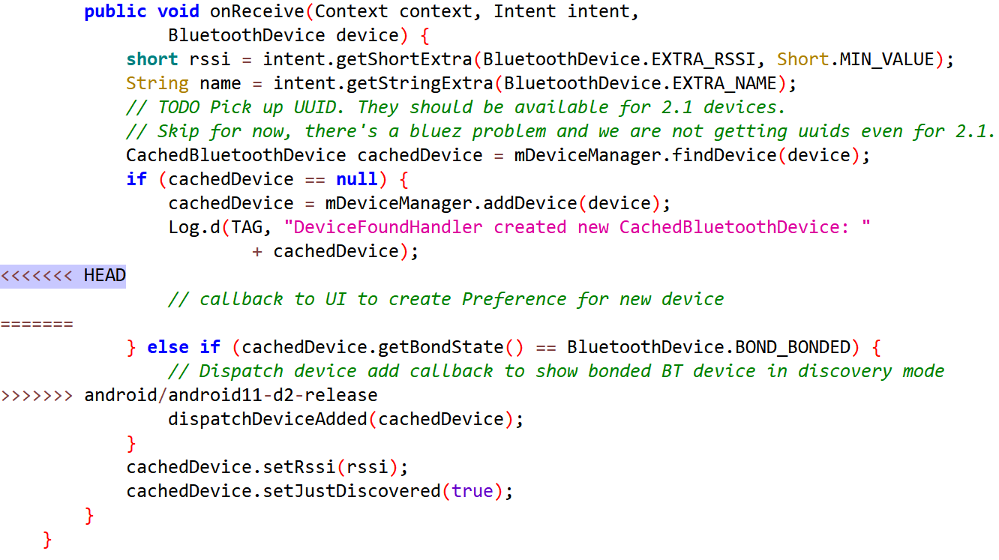 public void onReceive(Context context, Intent intent,
BluetoothDevice device) {
short rssi = intent.getShortExtra(BluetoothDevice.EXTRA_RSSI, Short.MIN_VALUE);
String name = intent.getStringExtra(BluetoothDevice.EXTRA_NAME);
// TODO Pick up UUID. They should be available for 2.1 devices.
// Skip for now, there's a bluez problem and we are not getting uuids even for 2.1.
CachedBluetoothDevice cachedDevice = mDeviceManager.findDevice(device);
if (cachedDevice == null) {
cachedDevice = mDeviceManager.addDevice(device);
Log.d(TAG, "DeviceFoundHandler created new CachedBluetoothDevice: "
+ cachedDevice);
<<<<<<< HEAD
// callback to UI to create Preference for new device
=======
} else if (cachedDevice.getBondState() == BluetoothDevice.BOND_BONDED) {
// Dispatch device add callback to show bonded BT device in discovery mode
>>>>>>> android/android11-d2-release
dispatchDeviceAdded(cachedDevice);
}
cachedDevice.setRssi(rssi);
cachedDevice.setJustDiscovered(true);
}
}